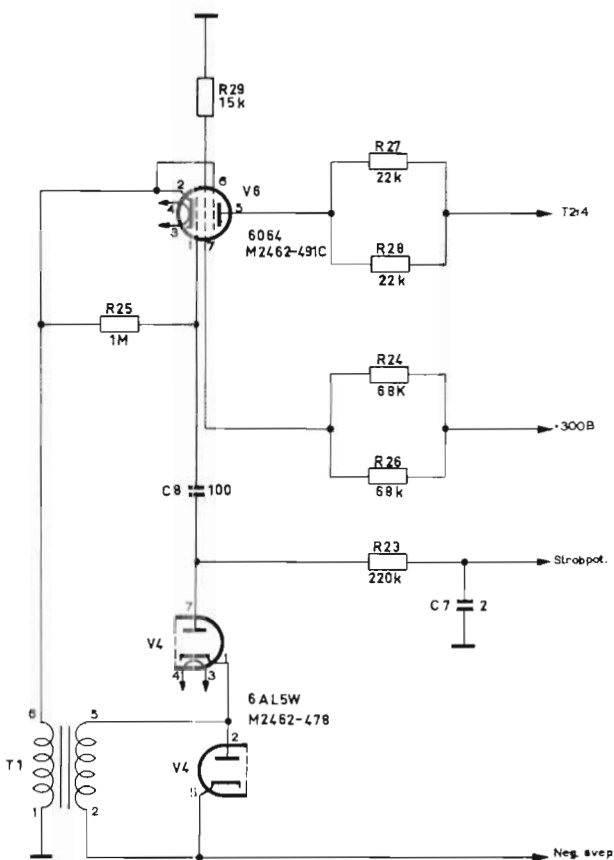 R29
15k
R27
22k
2
6
V6
4
5
T2:4
3
7
6064
M2462-491C
R28
22k
R25
1M
R24
68K
+300B
R26
68k
C8
100
R23
220k
Strobpot.
C7
2
7
V4
4
3
1
6AL5W
M2462-478
6
5
2
T1
V4
1
2
Neg. svep